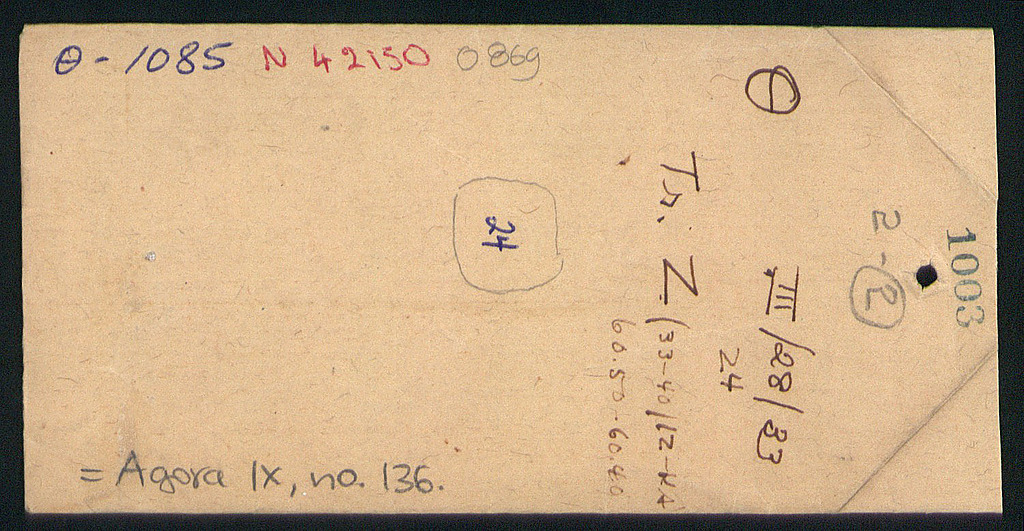 Θ - 1085 N 42150 0869
1003
2 - 2
Θ III/28/33
24
Tr. Z (33-40/12-KA
60.50-60.40
24
= Agora IX, no. 136.